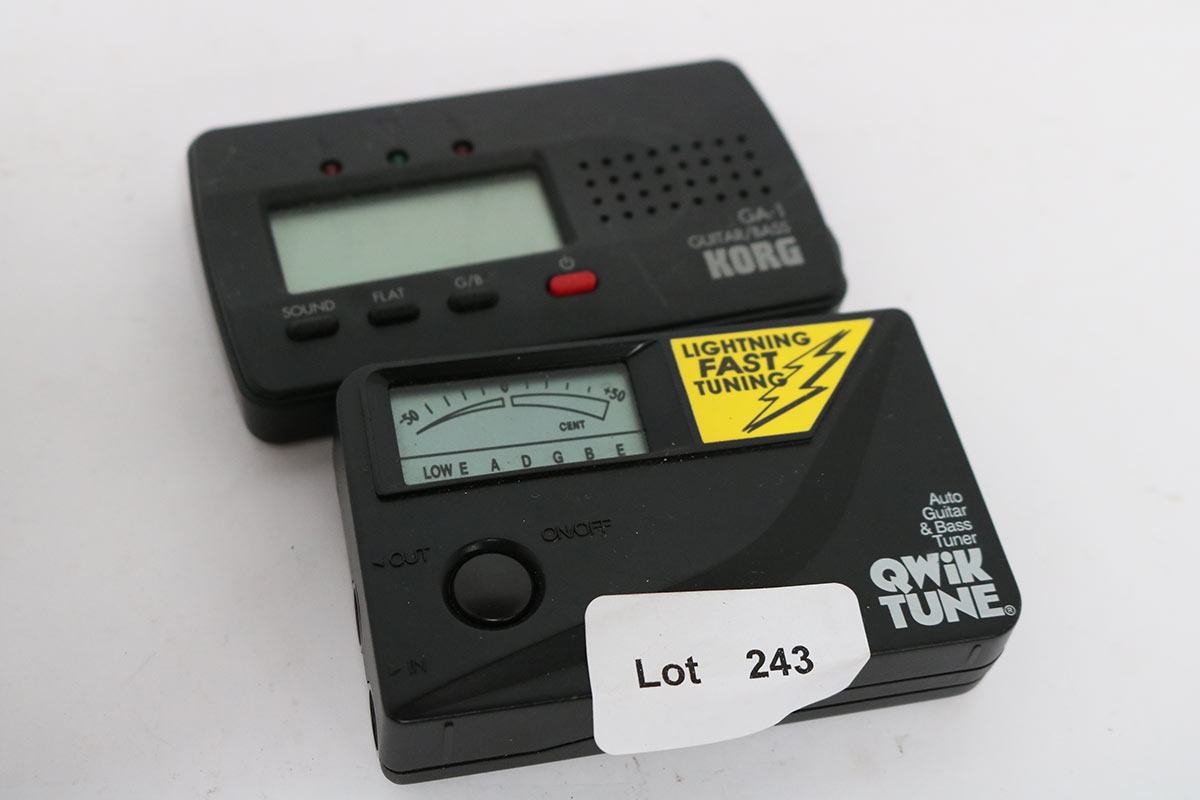 GA-1
GUITAR/BASS
KORG
SOUND FLAT G/B
LIGHTNING
FAST
TUNING
-50 0 +50
CENT
LOW E A D G B E
ON/OFF
OUT
IN
Auto
Guitar
& Bass
Tuner
QWiK
TUNE®
Lot 243